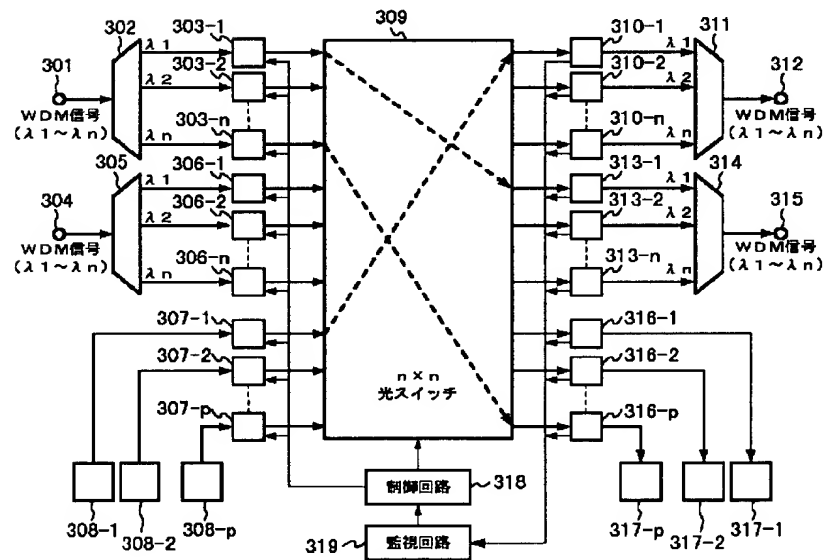 302
303-1
309
310-1
311
λ1
λ1
301
303-2
310-2
312
λ2
λ2
WDM信号
(λ1~λn)
303-n
310-n
WDM信号
(λ1~λn)
λn
λn
305
306-1
313-1
314
λ1
λ1
304
306-2
313-2
315
λ2
λ2
WDM信号
(λ1~λn)
306-n
313-n
WDM信号
(λ1~λn)
λn
λn
307-1
316-1
307-2
316-2
n×n
光スイッチ
307-p
316-p
制御回路
318
308-1
308-2
308-p
317-p
317-2
317-1
319
監視回路